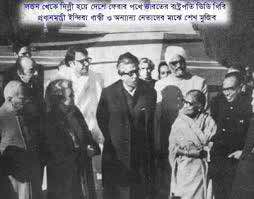 লন্ডন থেকে দিল্লী হয়ে দেশে ফেরার পথে ভারতের রাষ্ট্রপতি ভিভি গিরি
প্রধানমন্ত্রী ইন্দিরা গান্ধী ও অন্যান্য নেতাদের মাঝে শেখ মুজিব